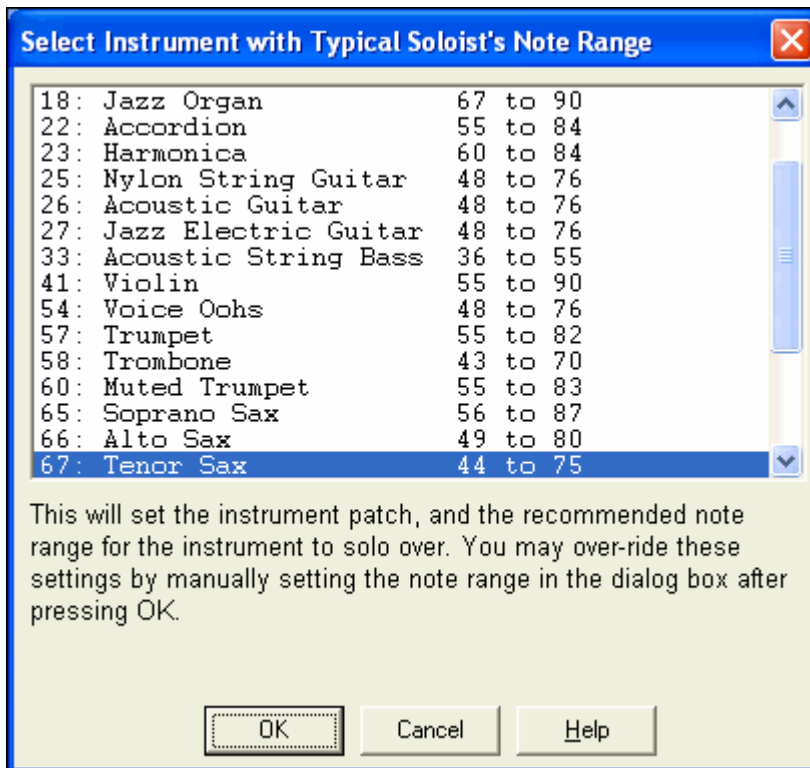 Select Instrument with Typical Soloist's Note Range
18: Jazz Organ 67 to 90
22: Accordion 55 to 84
23: Harmonica 60 to 84
25: Nylon String Guitar 48 to 76
26: Acoustic Guitar 48 to 76
27: Jazz Electric Guitar 48 to 76
33: Acoustic String Bass 36 to 55
41: Violin 55 to 90
54: Voice Oohs 48 to 76
57: Trumpet 55 to 82
58: Trombone 43 to 70
60: Muted Trumpet 55 to 83
65: Soprano Sax 56 to 87
66: Alto Sax 49 to 80
67: Tenor Sax 44 to 75
This will set the instrument patch, and the recommended note
range for the instrument to solo over. You may over-ride these
settings by manually setting the note range in the dialog box after
pressing OK.
OK Cancel Help